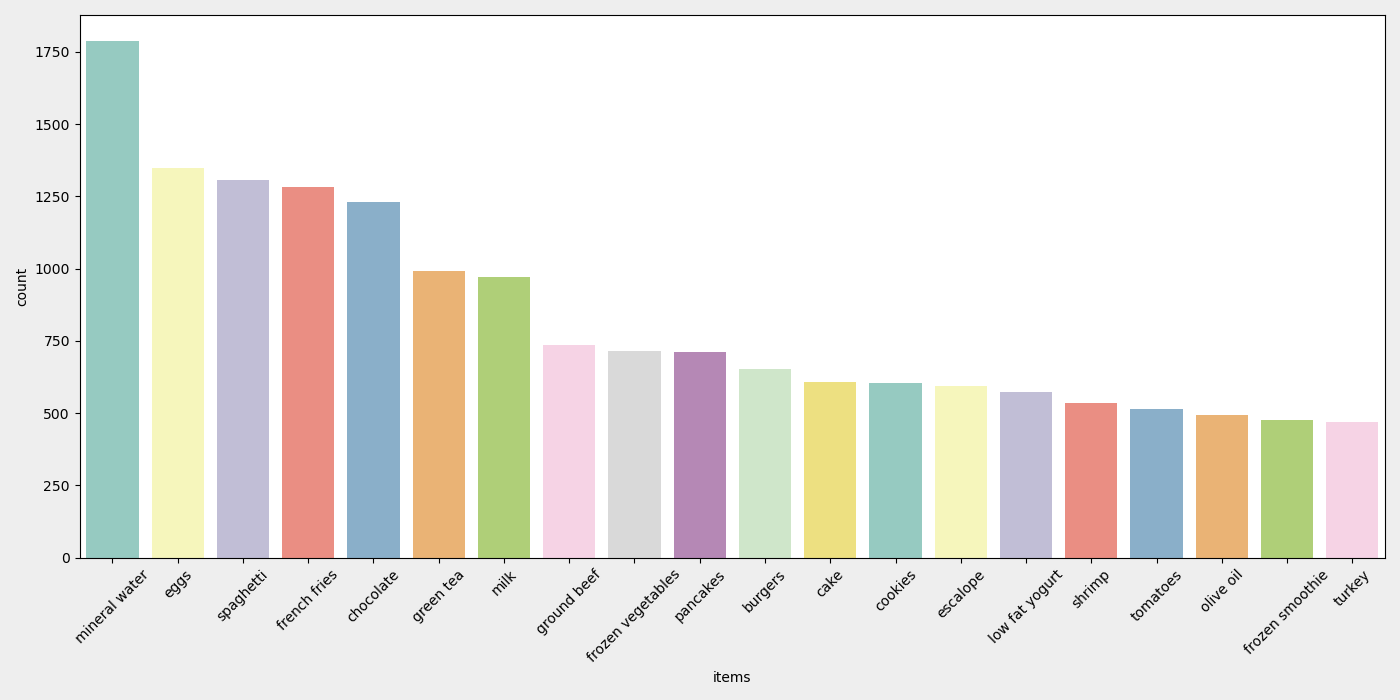 count
1750
1500
1250
1000
750
500
250
0
mineral water
eggs
spaghetti
french fries
chocolate
green tea
milk
ground beef
frozen vegetables
pancakes
burgers
cake
cookies
escalope
low fat yogurt
shrimp
tomatoes
olive oil
frozen smoothie
turkey
items